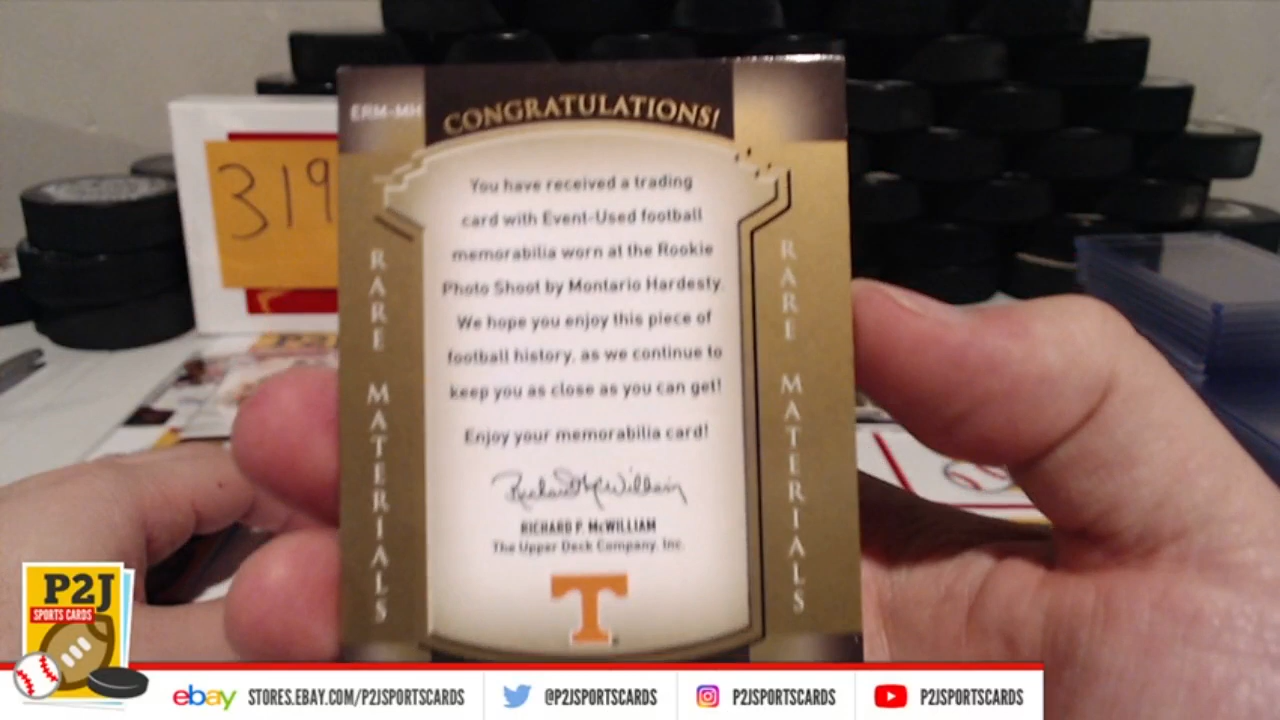 ERM-MH
CONGRATULATIONS!
319
You have received a trading
card with Event-Used football
memorabilia worn at the Rookie
Photo Shoot by Montario Hardesty.
We hope you enjoy this piece of
football history, as we continue to
keep you as close as you can get!
Enjoy your memorabilia card!
RARE MATERIALS
RARE MATERIALS
Richard P. McWilliam
RICHARD P. McWILLIAM
The Upper Deck Company, Inc.
T
P2J
SPORTS CARDS
ebay STORES.EBAY.COM/P2JSPORTSCARDS @P2JSPORTSCARDS P2JSPORTSCARDS P2JSPORTSCARDS